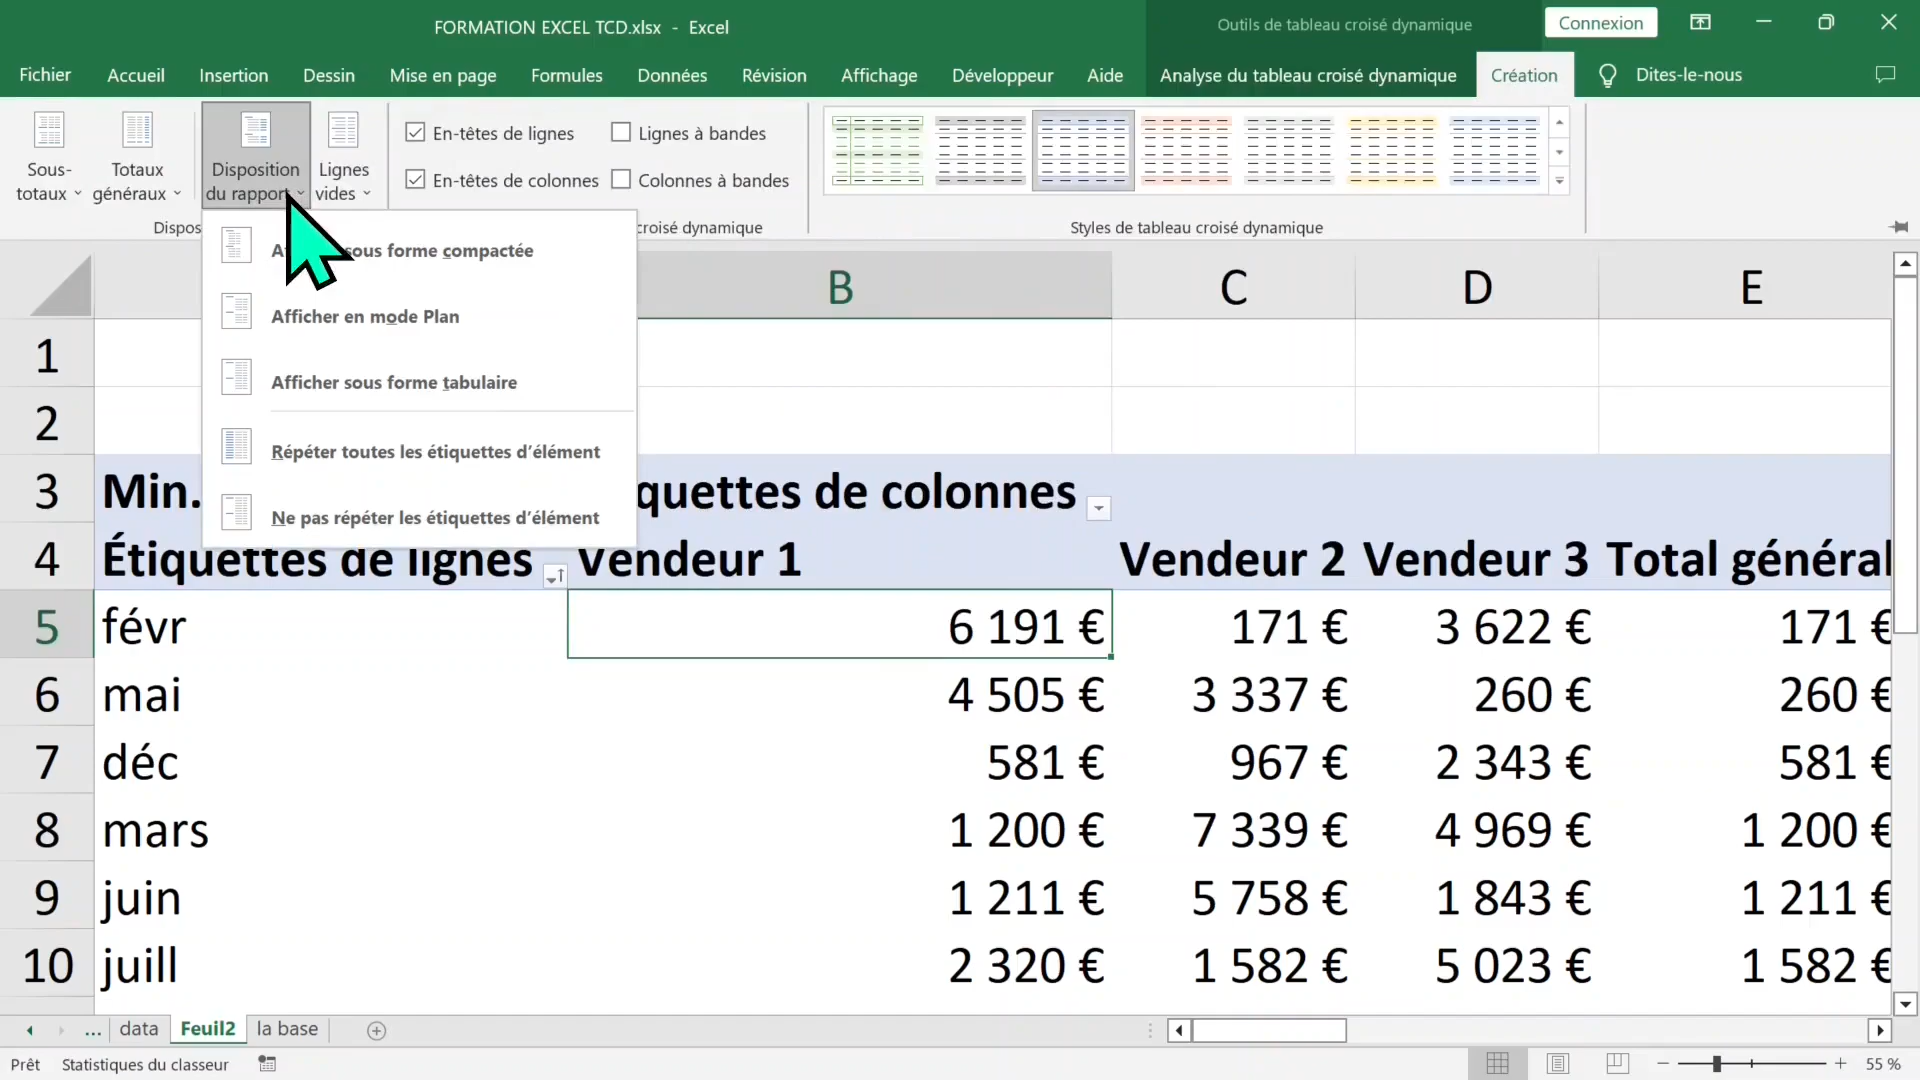 FORMATION EXCEL TCD.xlsx - Excel
Outils de tableau croisé dynamique
Connexion
Fichier Accueil Insertion Dessin Mise en page Formules Données Révision Affichage Développeur Aide Analyse du tableau croisé dynamique Création Dites-le-nous
Sous-
totaux
Totaux
généraux
Disposition
du rapport
Lignes
vides
En-têtes de lignes
Lignes à bandes
En-têtes de colonnes
Colonnes à bandes
Dispos
croisé dynamique
Styles de tableau croisé dynamique
sous forme compactée
Afficher en mode Plan
Afficher sous forme tabulaire
Répéter toutes les étiquettes d’élément
Ne pas répéter les étiquettes d’élément
B C D E
1
2
3 Min. quettes de colonnes
4 Étiquettes de lignes Vendeur 1 Vendeur 2 Vendeur 3 Total général
5 févr 6 191 € 171 € 3 622 € 171 €
6 mai 4 505 € 3 337 € 260 € 260 €
7 déc 581 € 967 € 2 343 € 581 €
8 mars 1 200 € 7 339 € 4 969 € 1 200 €
9 juin 1 211 € 5 758 € 1 843 € 1 211 €
10 juill 2 320 € 1 582 € 5 023 € 1 582 €
... data Feuil2 la base
Prêt Statistiques du classeur 55 %